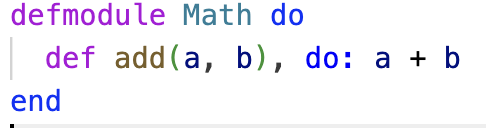 defmodule Math do
  def add(a, b), do: a + b
end